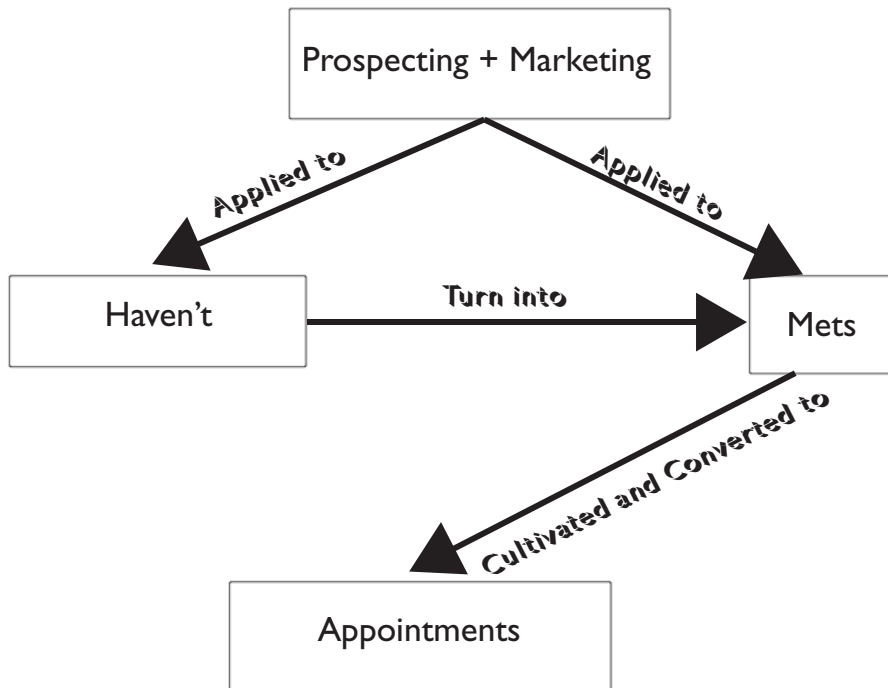 Prospecting + Marketing
Applied to
Applied to
Haven’t
Turn into
Mets
Cultivated and Converted to
Appointments